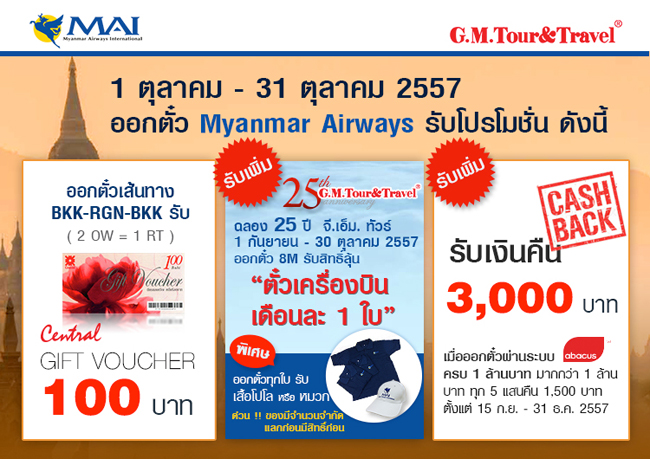 MAI
Myanmar Airways International
G.M.Tour&Travel®
1 ตุลาคม - 31 ตุลาคม 2557
ออกตั๋ว Myanmar Airways รับโปรโมชั่น ดังนี้
ออกตั๋วเส้นทาง
BKK-RGN-BKK รับ
( 2 OW = 1 RT )
100
Gift Voucher
Central
GIFT VOUCHER
100 บาท
รับเพิ่ม
25th G.M.Tour&Travel®
anniversary
ฉลอง 25 ปี จี.เอ็ม. ทัวร์
1 กันยายน - 30 ตุลาคม 2557
ออกตั๋ว 8M รับสิทธิ์ลุ้น
“ตั๋วเครื่องบิน
เดือนละ 1 ใบ”
พิเศษ
ออกตั๋วทุกใบ รับ
เสื้อโปโล หรือ หมวก
ด่วน !! ของมีจำนวนจำกัด
แลกก่อนมีสิทธิ์ก่อน
รับเพิ่ม
CASH
BACK
รับเงินคืน
3,000 บาท
เมื่อออกตั๋วผ่านระบบ abacus
ครบ 1 ล้านบาท มากกว่า 1 ล้าน
บาท ทุก 5 แสนคืน 1,500 บาท
ตั้งแต่ 15 ก.ย. - 31 ธ.ค. 2557